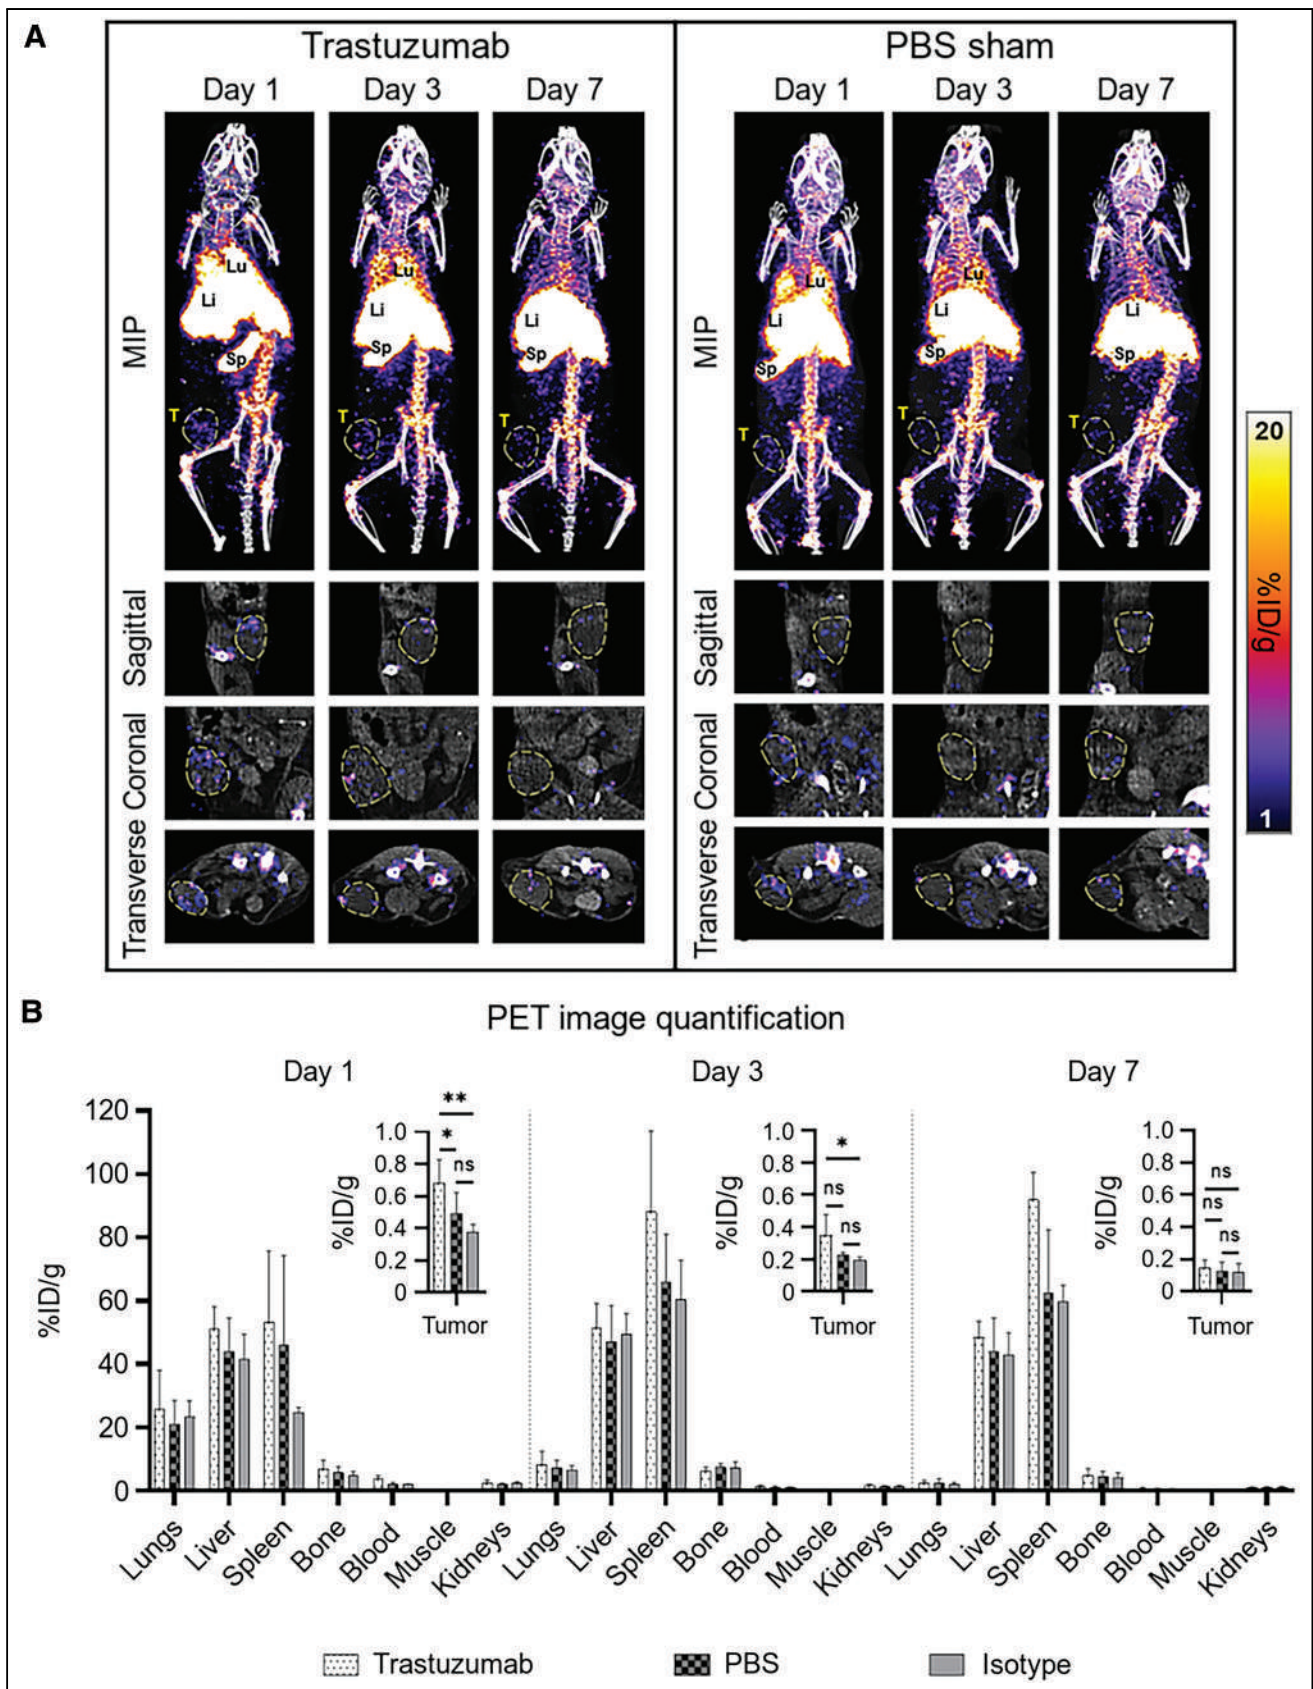 A
Trastuzumab
PBS sham
Day 1
Day 3
Day 7
Day 1
Day 3
Day 7
MIP
Lu
Li
Sp
T
Lu
Li
Sp
T
Li
Sp
T
Lu
Li
Sp
T
Lu
Li
Sp
T
Li
Sp
T
MIP
20
%ID/g
1
Sagittal
Sagittal
Coronal
Coronal
Transverse
Transverse
B
PET image quantification
Day 1
Day 3
Day 7
%ID/g
120
100
80
60
40
20
0
%ID/g
1.0
0.8
0.6
0.4
0.2
0
**
*
ns
Tumor
%ID/g
1.0
0.8
0.6
0.4
0.2
0
*
ns
ns
Tumor
%ID/g
1.0
0.8
0.6
0.4
0.2
0
ns
ns
ns
Tumor
Lungs
Liver
Spleen
Bone
Blood
Muscle
Kidneys
Lungs
Liver
Spleen
Bone
Blood
Muscle
Kidneys
Lungs
Liver
Spleen
Bone
Blood
Muscle
Kidneys
Trastuzumab
PBS
Isotype